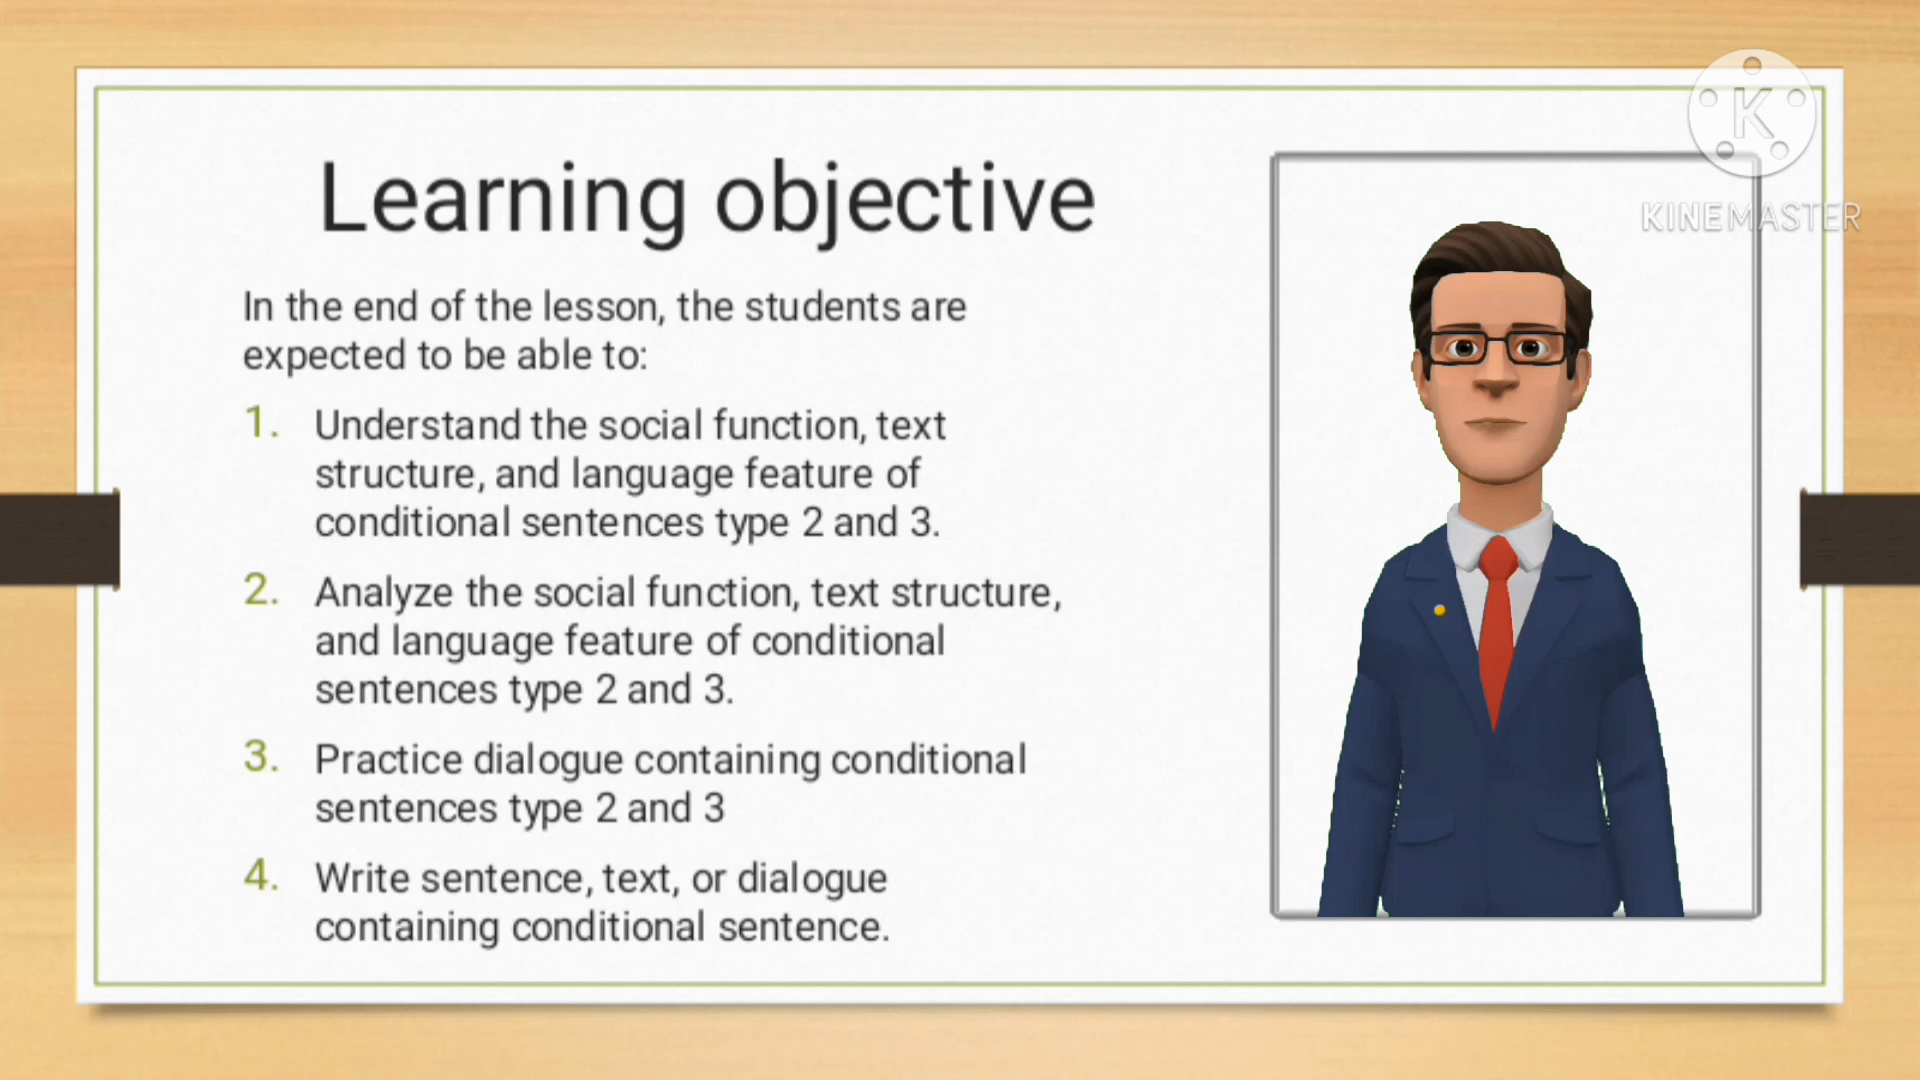 Learning objective
In the end of the lesson, the students are
expected to be able to:
1. Understand the social function, text
structure, and language feature of
conditional sentences type 2 and 3.
2. Analyze the social function, text structure,
and language feature of conditional
sentences type 2 and 3.
3. Practice dialogue containing conditional
sentences type 2 and 3
4. Write sentence, text, or dialogue
containing conditional sentence.
K
KINEMASTER